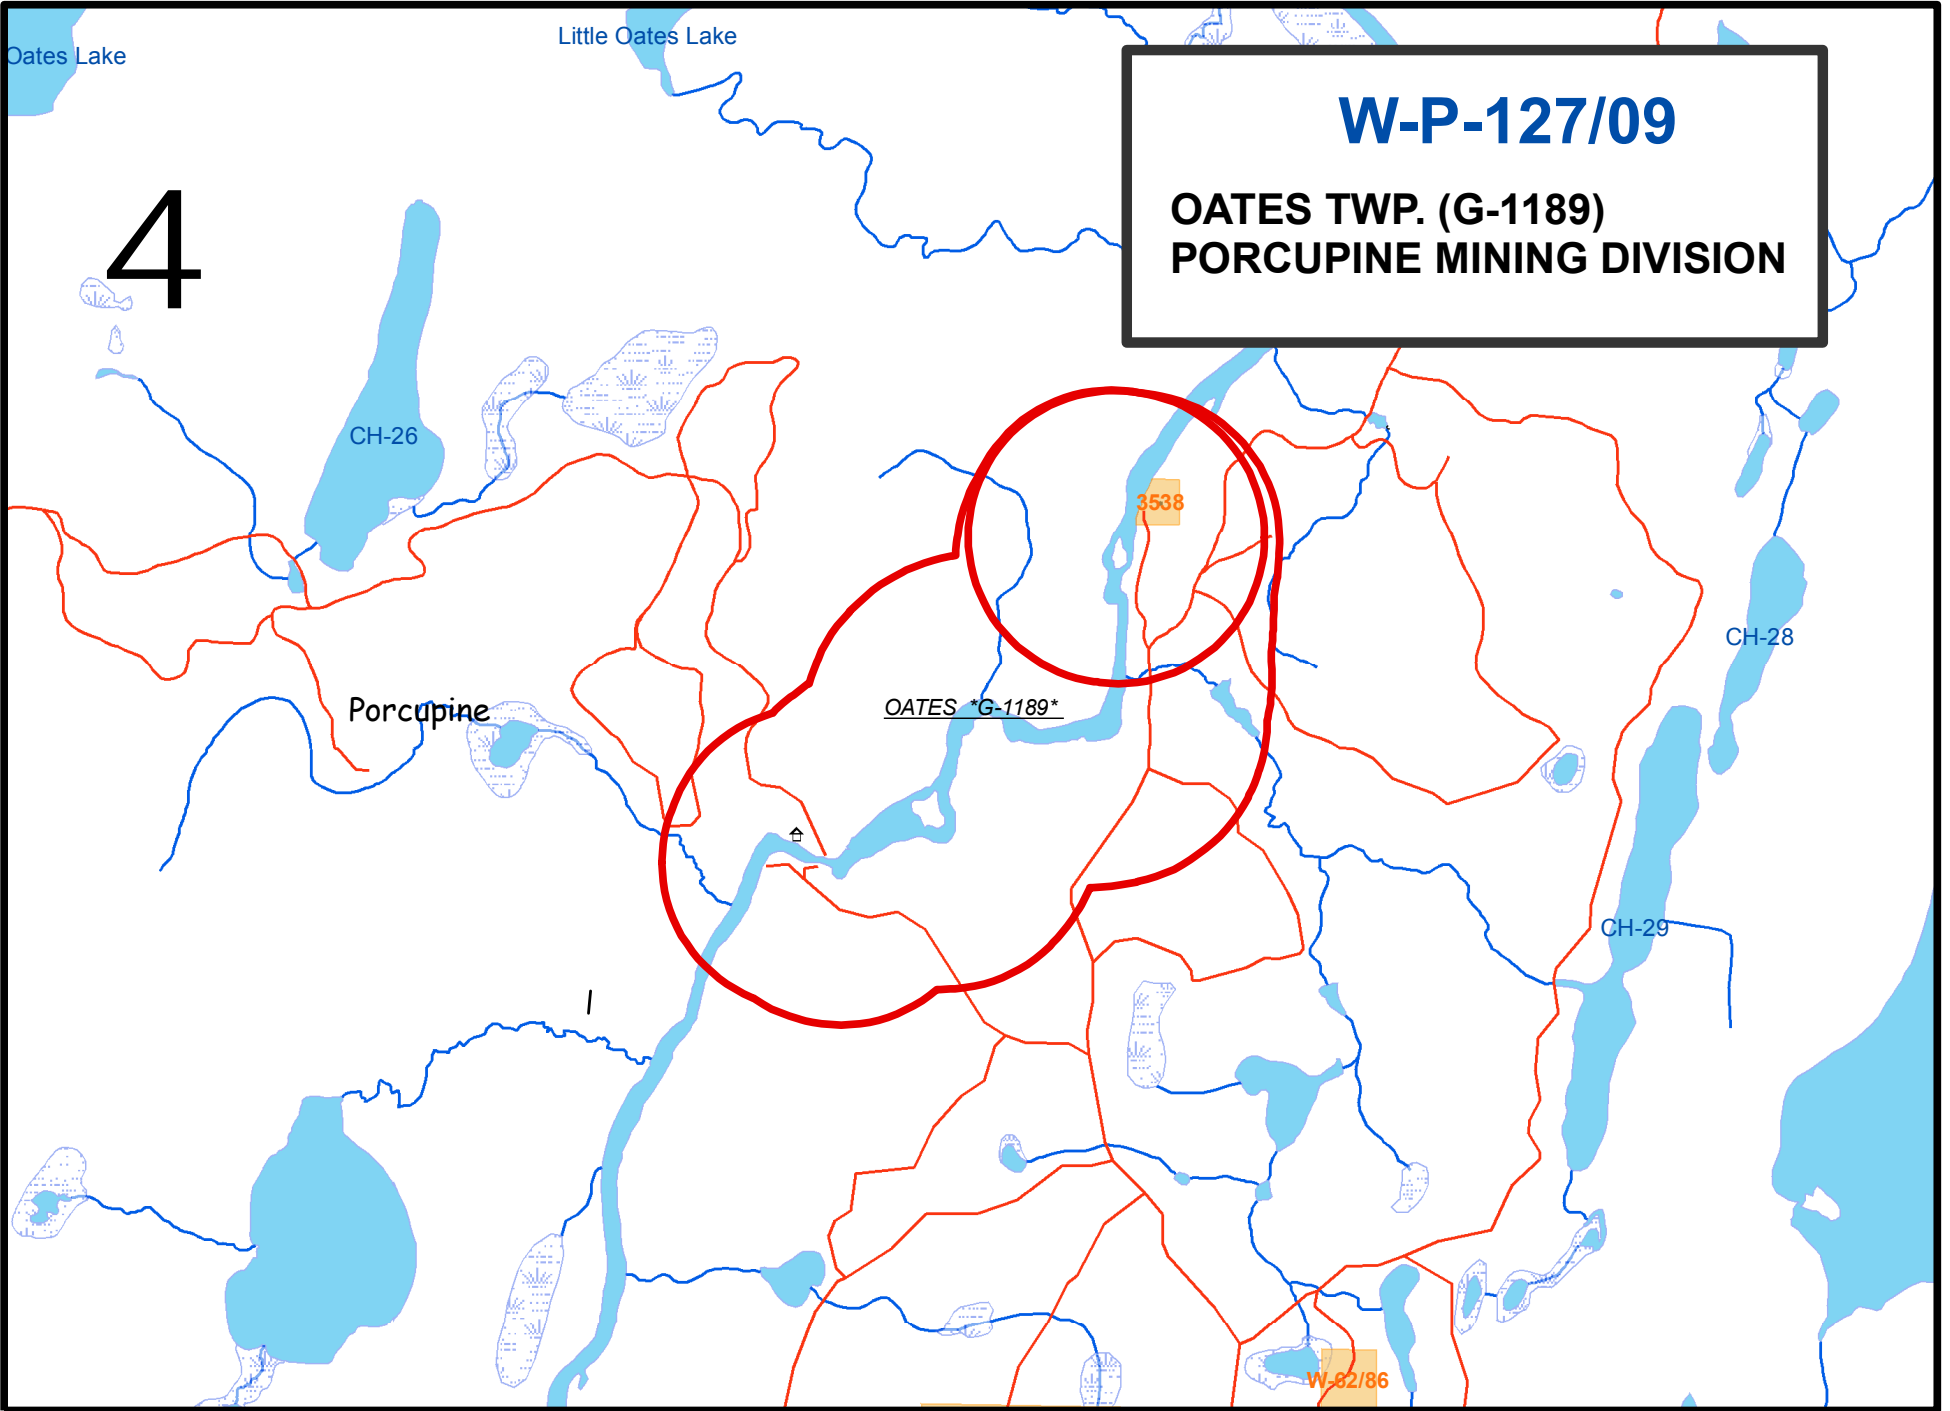 Oates Lake
Little Oates Lake
W-P-127/09
OATES TWP. (G-1189)
PORCUPINE MINING DIVISION
4
CH-26
3538
CH-28
Porcupine
OATES *G-1189*
CH-29
I
W-62/86